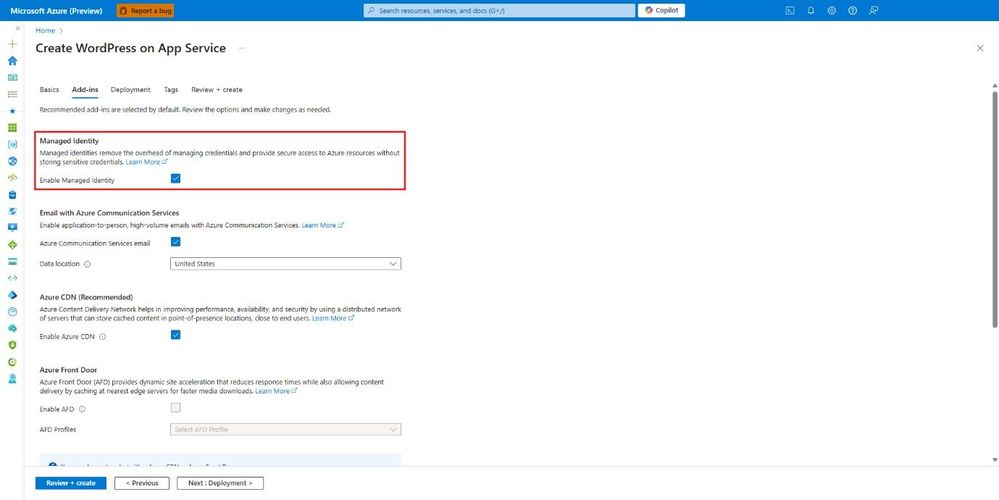 Microsoft Azure (Preview)
Report a bug
Search resources, services, and docs (G+/)
Copilot
Home
Create WordPress on App Service
Basics Add-ins Deployment Tags Review + create
Recommended add-ins are selected by default. Review the options and make changes as needed.
Managed Identity
Managed identities remove the overhead of managing credentials and provide secure access to Azure resources without
storing sensitive credentials. Learn More
Enable Managed Identity
Email with Azure Communication Services
Enable application-to-person, high-volume emails with Azure Communication Services. Learn More
Azure Communication Services email
Data location United States
Azure CDN (Recommended)
Azure Content Delivery Network helps in improving performance, availability, and security by using a distributed network
of servers that can store cached content in point-of-presence locations, close to end users. Learn More
Enable Azure CDN
Azure Front Door
Azure Front Door (AFD) provides dynamic site acceleration that reduces response times while also allowing content
delivery by caching at nearest edge servers for faster media downloads. Learn More
Enable AFD
AFD Profiles Select AFD Profile
Review + create < Previous Next : Deployment >